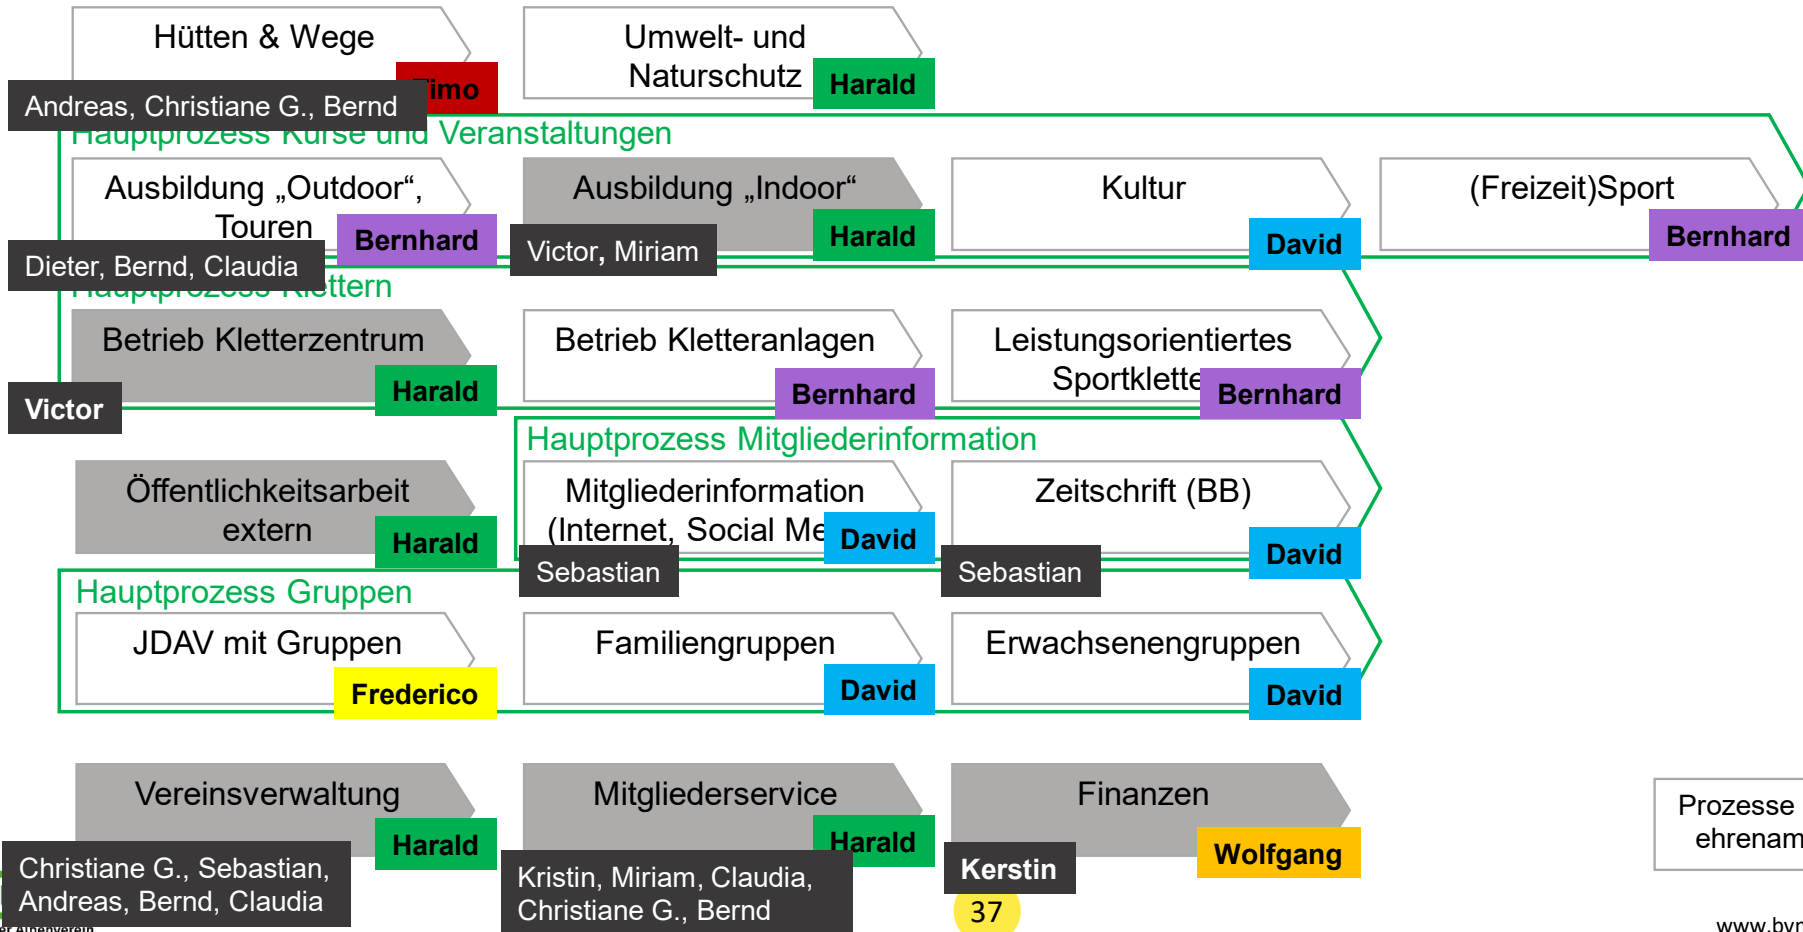 Hütten & Wege
Umwelt- und
Naturschutz
Harald
Andreas, Christiane G., Bernd
Hauptprozess Kurse und Veranstaltungen
Ausbildung „Outdoor“,
Touren
Bernhard
Dieter, Bernd, Claudia
Ausbildung „Indoor“
Harald
Victor, Miriam
Kultur
David
(Freizeit)Sport
Bernhard
Hauptprozess Klettern
Betrieb Kletterzentrum
Harald
Victor
Betrieb Kletteranlagen
Bernhard
Leistungsorientiertes
Bernhard
Öffentlichkeitsarbeit
extern
Harald
Hauptprozess Mitgliederinformation
Mitgliederinformation
(Internet, Social
David
Sebastian
Zeitschrift (BB)
David
Sebastian
Hauptprozess Gruppen
JDAV mit Gruppen
Frederico
Familiengruppen
David
Erwachsenengruppen
David
Vereinsverwaltung
Harald
Christiane G., Sebastian,
Andreas, Bernd, Claudia
Mitgliederservice
Harald
Kristin, Miriam, Claudia,
Christiane G., Bernd
Finanzen
Wolfgang
Kerstin
37
Prozesse